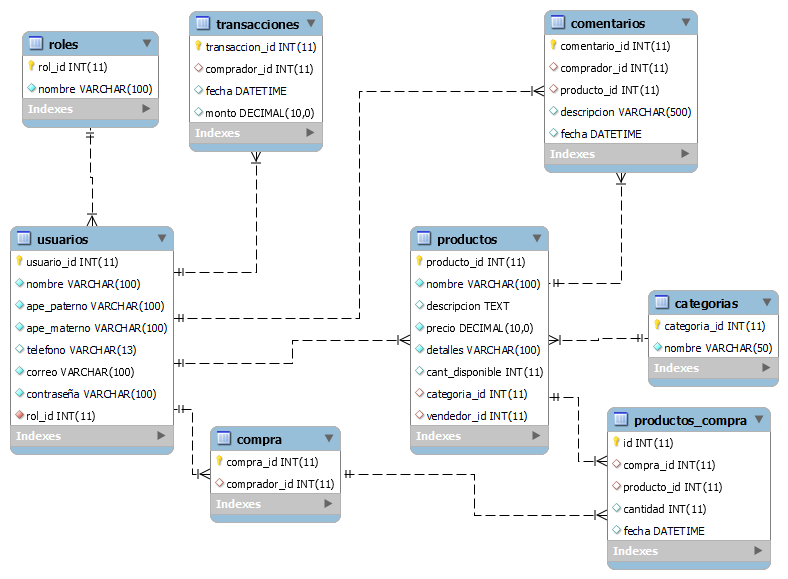 roles
rol_id INT(11)
nombre VARCHAR(100)
Indexes
transacciones
transaccion_id INT(11)
comprador_id INT(11)
fecha DATETIME
monto DECIMAL(10,0)
Indexes
comentarios
comentario_id INT(11)
comprador_id INT(11)
producto_id INT(11)
descripcion VARCHAR(500)
fecha DATETIME
Indexes
usuarios
usuario_id INT(11)
nombre VARCHAR(100)
ape_paterno VARCHAR(100)
ape_materno VARCHAR(100)
telefono VARCHAR(13)
correo VARCHAR(100)
contraseña VARCHAR(100)
rol_id INT(11)
Indexes
productos
producto_id INT(11)
nombre VARCHAR(100)
descripcion TEXT
precio DECIMAL(10,0)
detalles VARCHAR(100)
cant_disponible INT(11)
categoria_id INT(11)
vendedor_id INT(11)
Indexes
categorias
categoria_id INT(11)
nombre VARCHAR(50)
Indexes
compra
compra_id INT(11)
comprador_id INT(11)
Indexes
productos_compra
id INT(11)
compra_id INT(11)
producto_id INT(11)
cantidad INT(11)
fecha DATETIME
Indexes